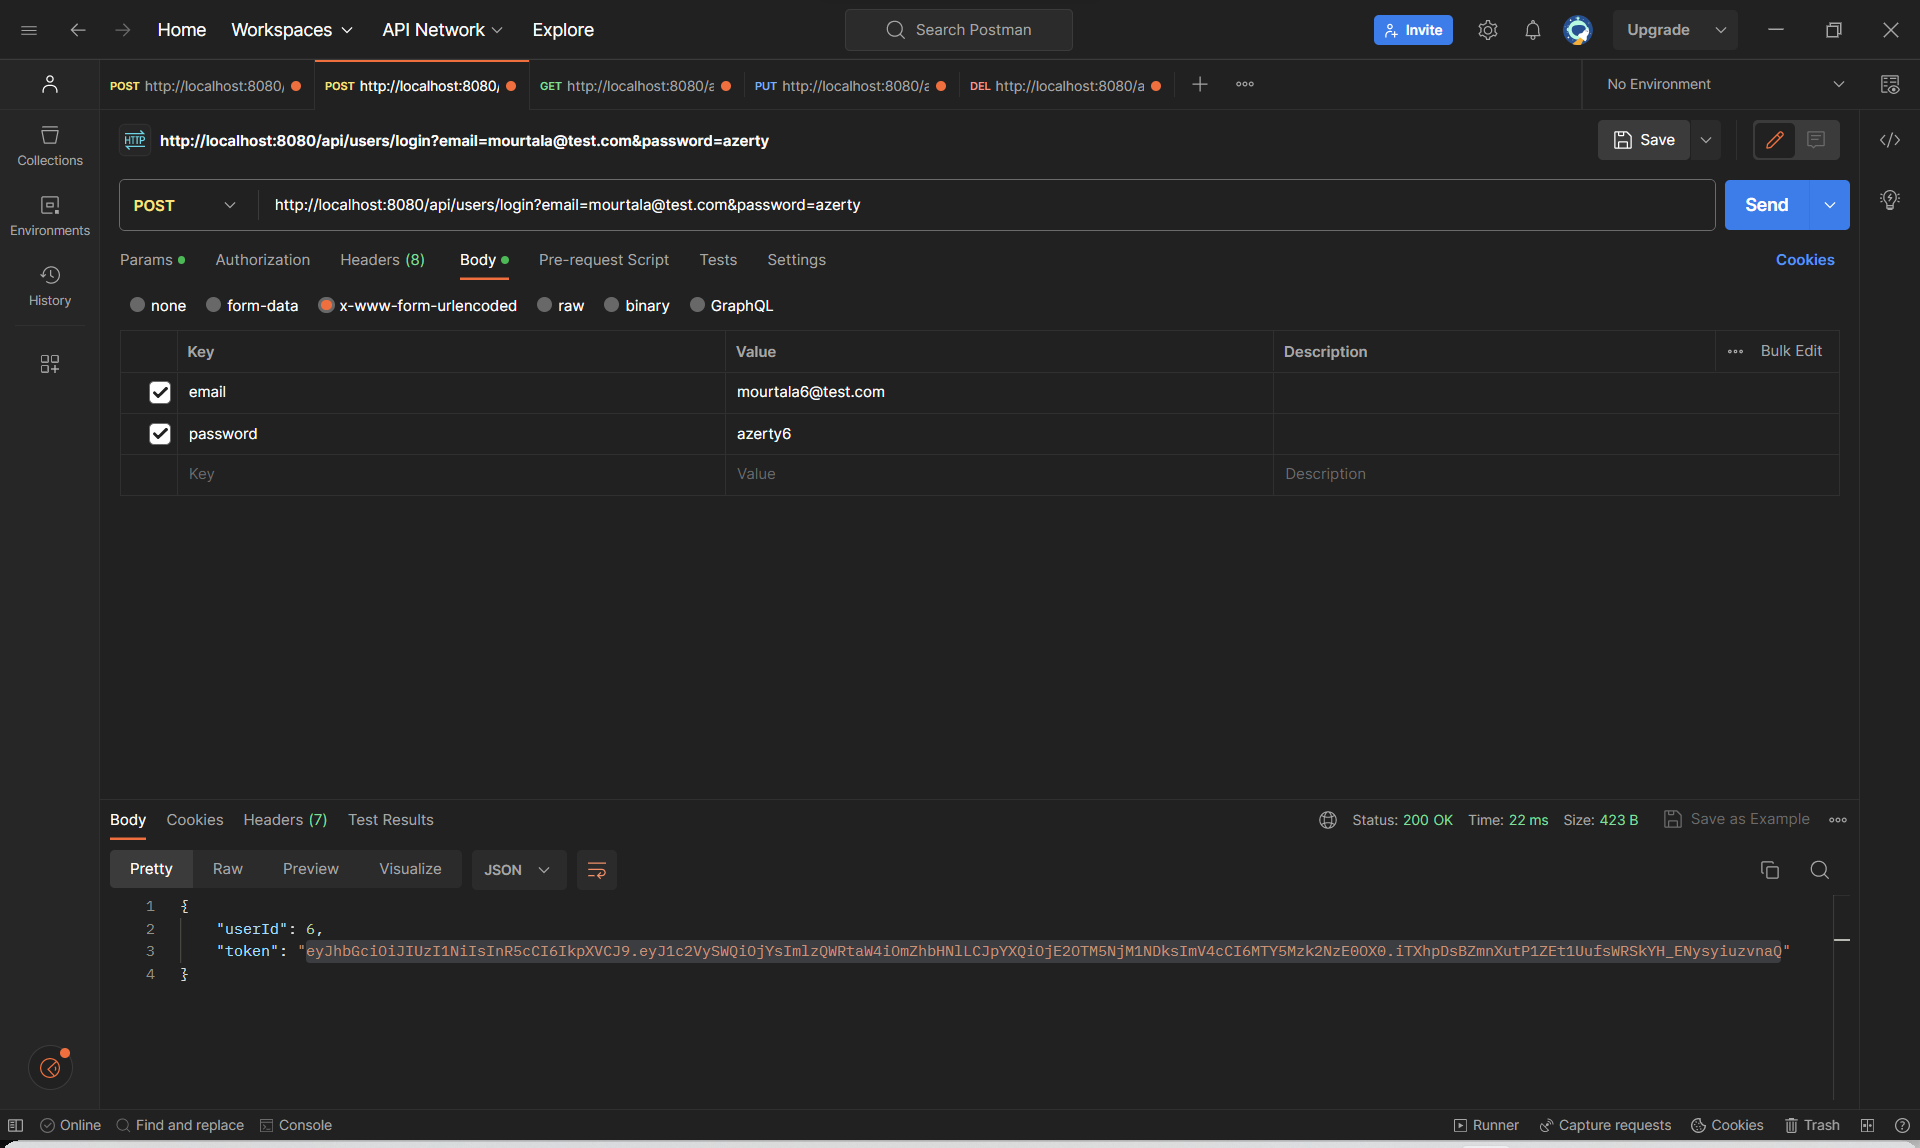 Home Workspaces API Network Explore Search Postman Invite Upgrade
POST http://localhost:8080/ POST http://localhost:8080/ GET http://localhost:8080/a PUT http://localhost:8080/a DEL http://localhost:8080/a No Environment
HTTP http://localhost:8080/api/users/login?email=mourtala@test.com&password=azerty Save
Collections
POST http://localhost:8080/api/users/login?email=mourtala@test.com&password=azerty Send
Environments
Params Authorization Headers (8) Body Pre-request Script Tests Settings Cookies
History
none form-data x-www-form-urlencoded raw binary GraphQL
Key Value Description Bulk Edit
email mourtala6@test.com
password azerty6
Key Value Description
Body Cookies Headers (7) Test Results Status: 200 OK Time: 22 ms Size: 423 B Save as Example
Pretty Raw Preview Visualize JSON
1 {
2 "userId": 6,
3 "token": "eyJhbGciOiJIUzI1NiIsInR5cCI6IkpXVCJ9.eyJ1c2VySWQiOjYsImlzQWRtaW4iOmZhbHNlLCJpYXQiOjE2OTM5NjM1NDksImV4cCI6MTY5Mzk2NzE0OX0.iTXhpDsBZmnXutP1ZEt1UufsWRSkYH_ENysyiuzvnaQ"
4 }
Online Find and replace Console Runner Capture requests Cookies Trash